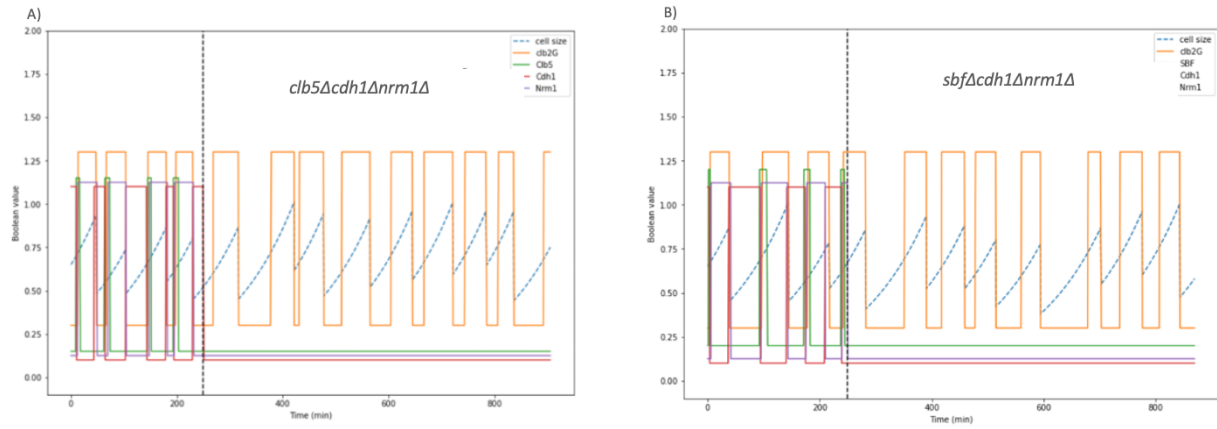 A)
2.00
1.75
1.50
1.25
1.00
0.75
0.50
0.25
0.00
Boolean value
0
200
400
600
800
Time (min)
clb5Δcdh1Δnrm1Δ
cell size
clb2G
Clb5
Cdh1
Nrm1
B)
2.00
1.75
1.50
1.25
1.00
0.75
0.50
0.25
0.00
Boolean value
0
200
400
600
800
Time (min)
sbfΔcdh1Δnrm1Δ
cell size
clb2G
SBF
Cdh1
Nrm1